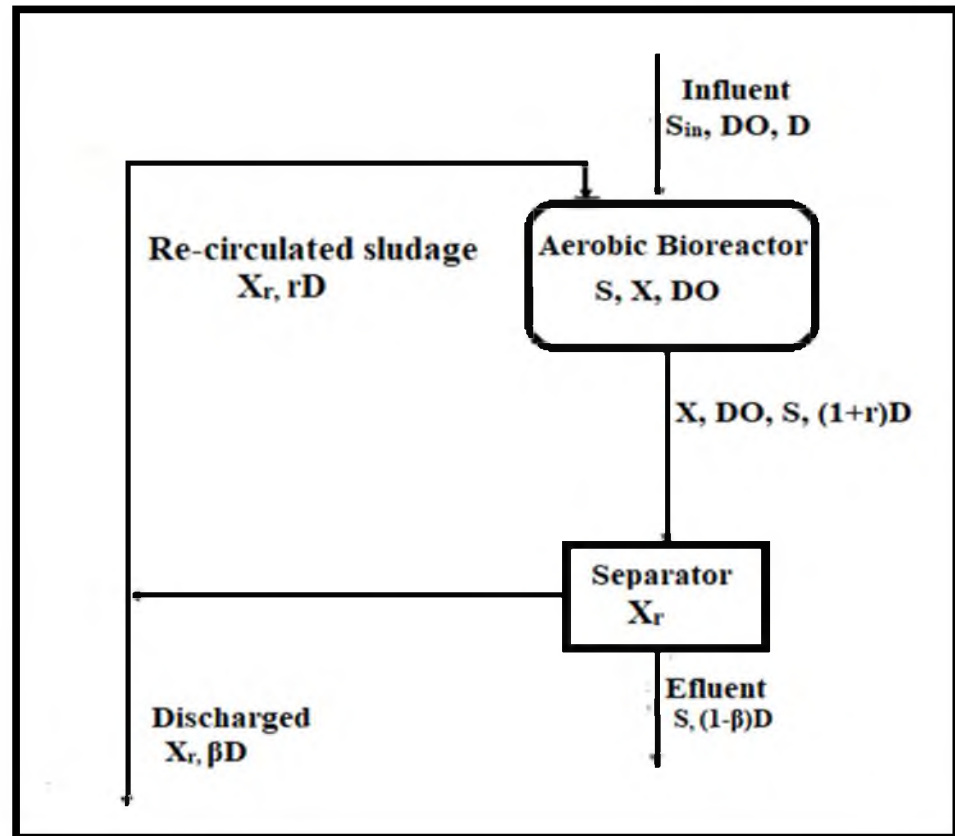 Influent
Sin, DO, D
Re-circulated sludage
Xr, rD
Aerobic Bioreactor
S, X, DO
X, DO, S, (1+r)D
Separator
Xr
Efluent
S, (1-β)D
Discharged
Xr, βD